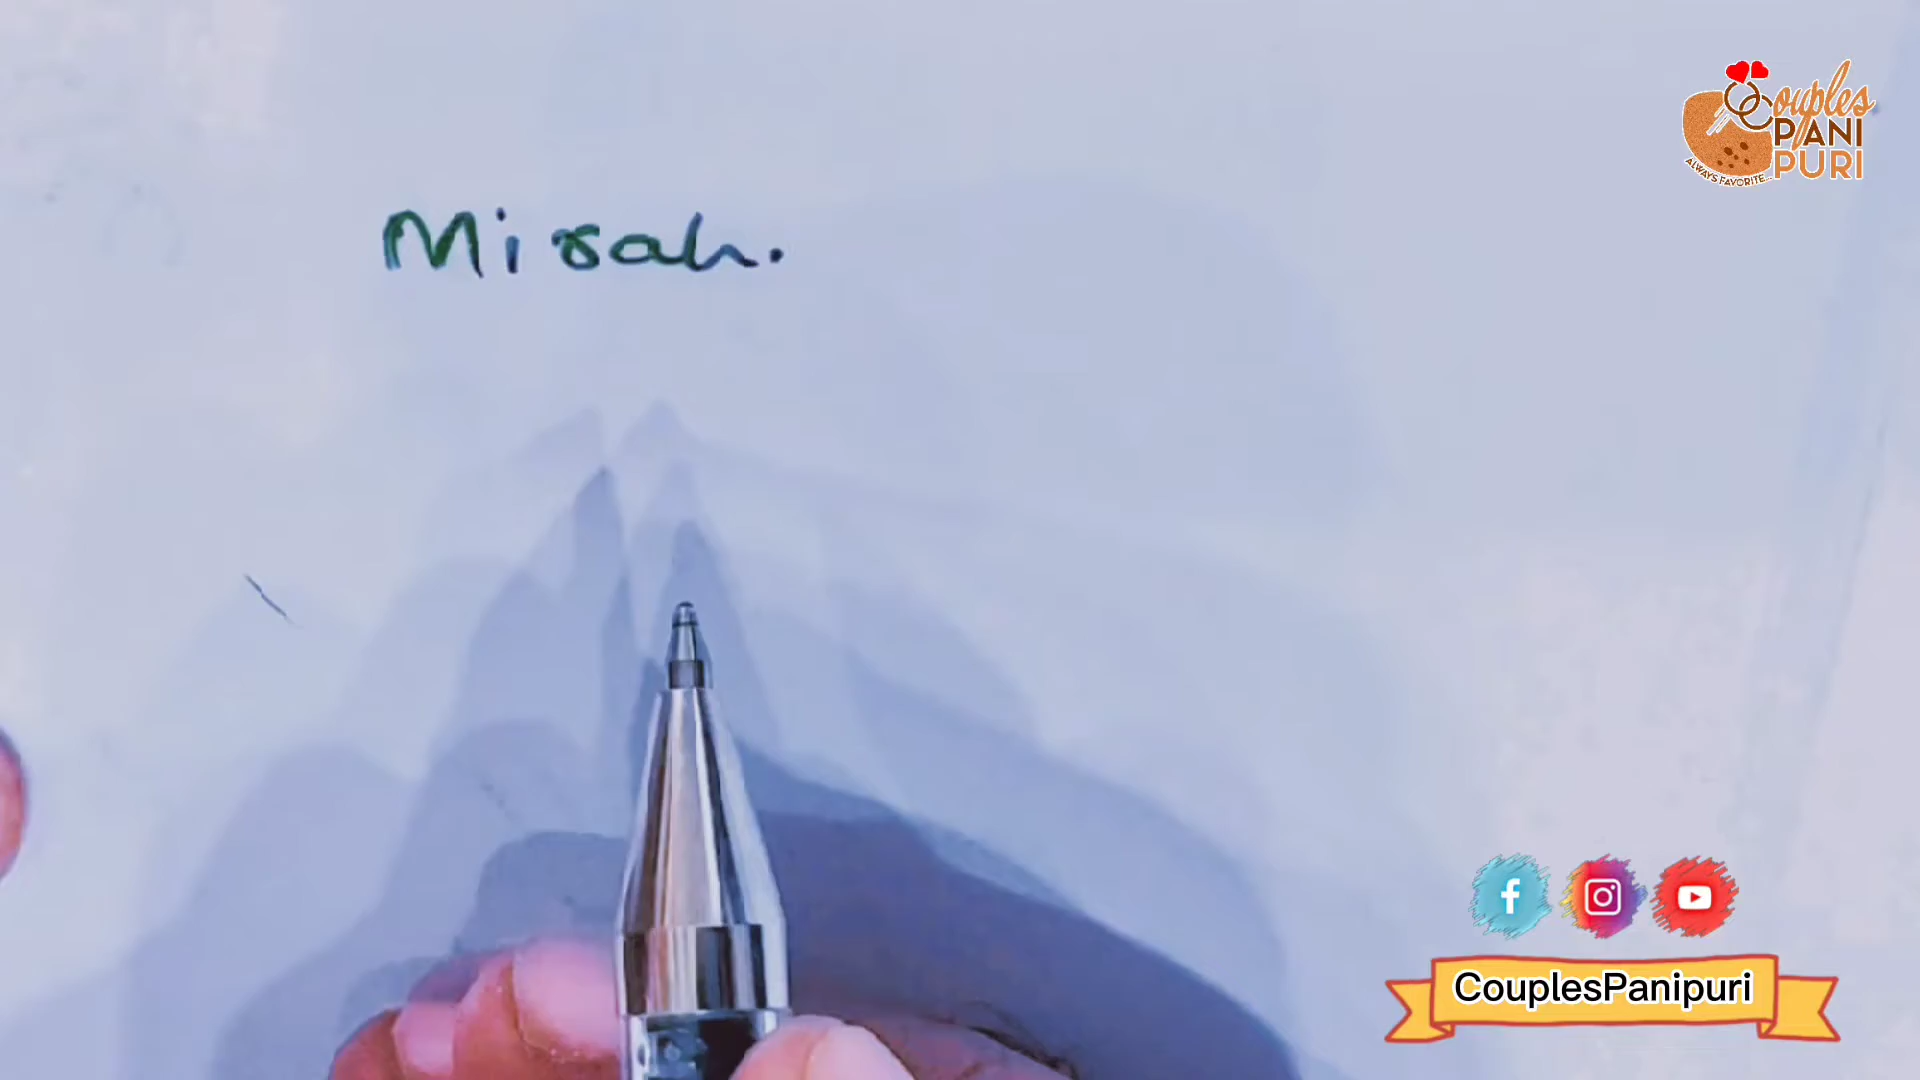 Mirah.
Couples
PANI
PURI
ALWAYS FAVORITE...
CouplesPanipuri